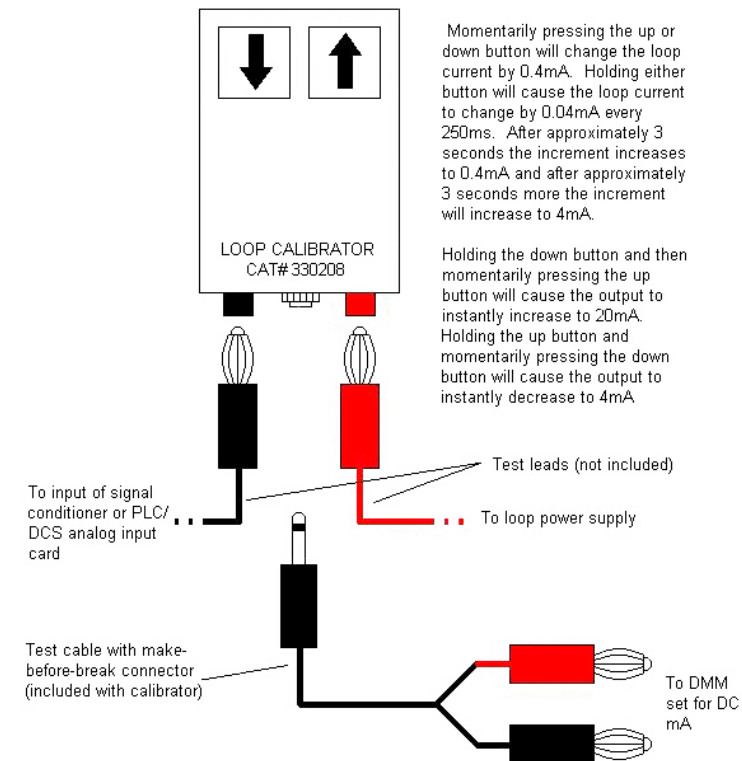 Momentarily pressing the up or
down button will change the loop
current by 0.4mA.  Holding either
button will cause the loop current
to change by 0.04mA every
250ms.  After approximately 3
seconds the increment increases
to 0.4mA and after approximately
3 seconds more the increment
will increase to 4mA.
LOOP CALIBRATOR
CAT# 330208
Holding the down button and then
momentarily pressing the up
button will cause the output to
instantly increase to 20mA.
Holding the up button and
momentarily pressing the down
button will cause the output to
instantly decrease to 4mA
Test leads (not included)
To input of signal
conditioner or PLC/
DCS analog input
card
To loop power supply
Test cable with make-
before-break connector
(included with calibrator)
To DMM
set for DC
mA